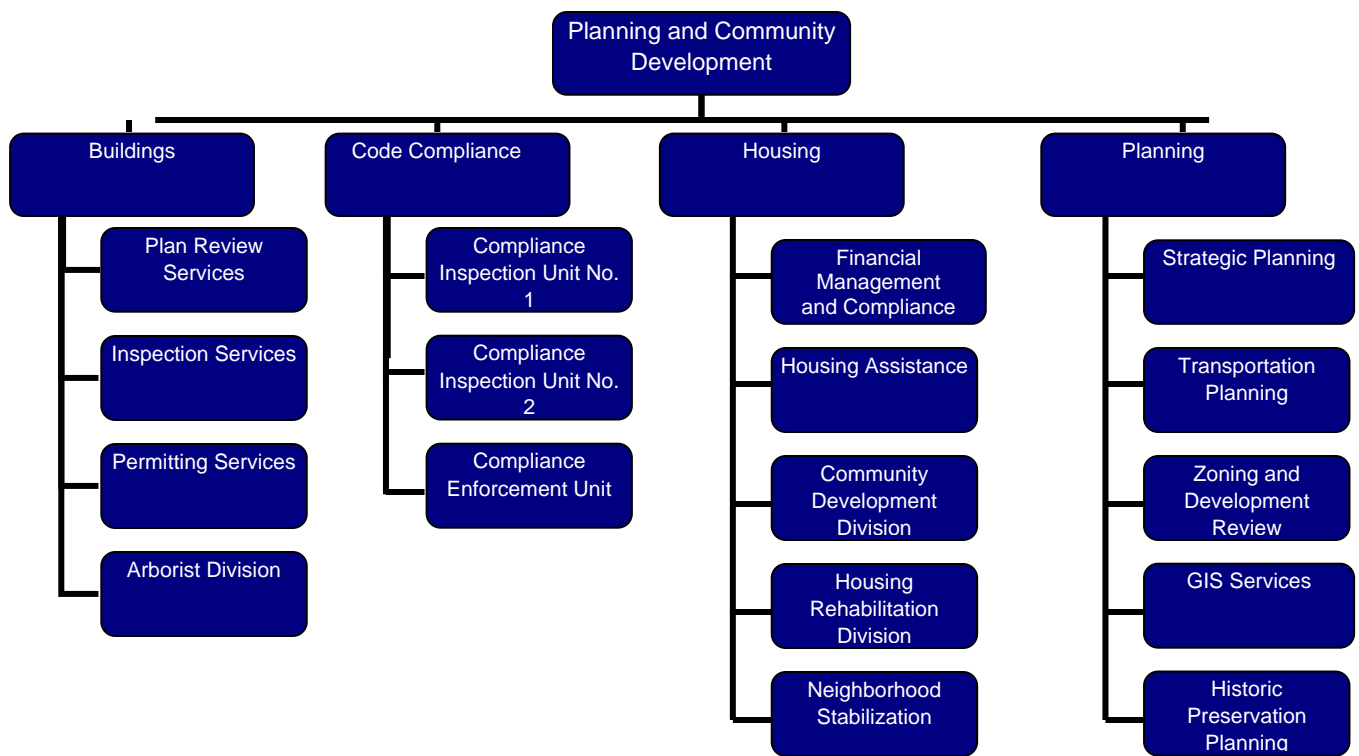 Planning and Community
Development
Buildings
Code Compliance
Housing
Planning
Plan Review
Services
Inspection Services
Permitting Services
Arborist Division
Compliance
Inspection Unit No.
1
Compliance
Inspection Unit No.
2
Compliance
Enforcement Unit
Financial
Management
and Compliance
Housing Assistance
Community
Development
Division
Housing
Rehabilitation
Division
Neighborhood
Stabilization
Strategic Planning
Transportation
Planning
Zoning and
Development
Review
GIS Services
Historic
Preservation
Planning